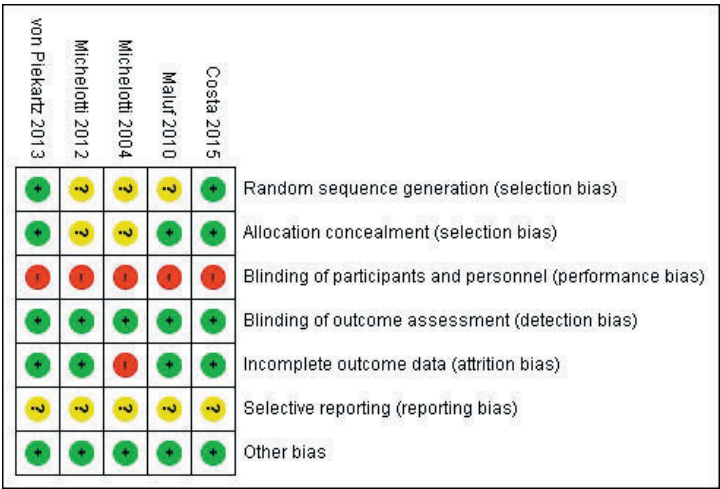 von Piekartz 2013
Michelotti 2012
Michelotti 2004
Maluf 2010
Costa 2015
+ ? ? ? + Random sequence generation (selection bias)
+ ? ? + + Allocation concealment (selection bias)
- - - - - Blinding of participants and personnel (performance bias)
+ + + + + Blinding of outcome assessment (detection bias)
+ + - + + Incomplete outcome data (attrition bias)
? ? ? ? ? Selective reporting (reporting bias)
+ + + + + Other bias